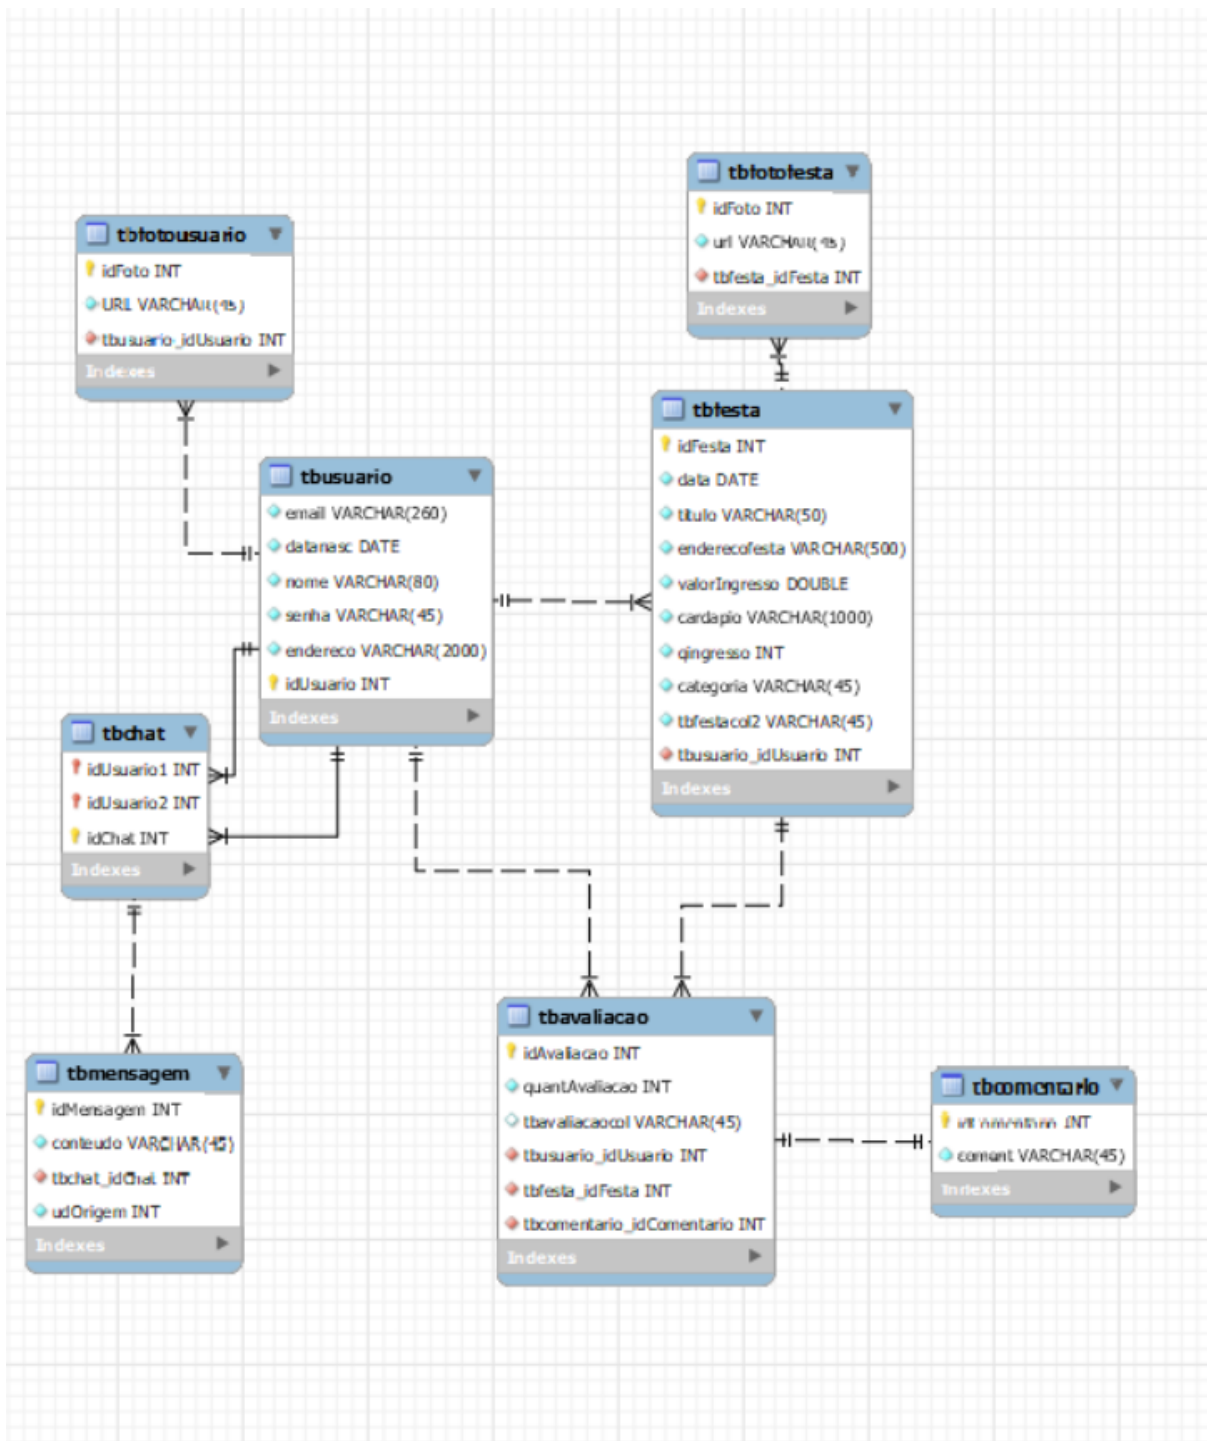 tbfotofesta
idFoto INT
url VARCHAR(45)
tbfesta_idFesta INT
Indexes
tbfotousuario
idFoto INT
URL VARCHAR(45)
tbusuario_idUsuario INT
Indexes
tbfesta
idFesta INT
data DATE
titulo VARCHAR(50)
enderecofesta VARCHAR(500)
valorIngresso DOUBLE
cardapio VARCHAR(1000)
qingresso INT
categoria VARCHAR(45)
tbfestacol2 VARCHAR(45)
tbusuario_idUsuario INT
Indexes
tbusuario
email VARCHAR(260)
datanasc DATE
nome VARCHAR(80)
senha VARCHAR(45)
endereco VARCHAR(2000)
idUsuario INT
Indexes
tbchat
idUsuario1 INT
idUsuario2 INT
idChat INT
Indexes
tbavaliacao
idAvaliacao INT
quantAvaliacao INT
tbavaliacaocol VARCHAR(45)
tbusuario_idUsuario INT
tbfesta_idFesta INT
tbcomentario_idComentario INT
Indexes
tbmensagem
idMensagem INT
conteudo VARCHAR(45)
tbchat_idChat INT
udOrigem INT
Indexes
tbcomentario
idComentario INT
coment VARCHAR(45)
Indexes